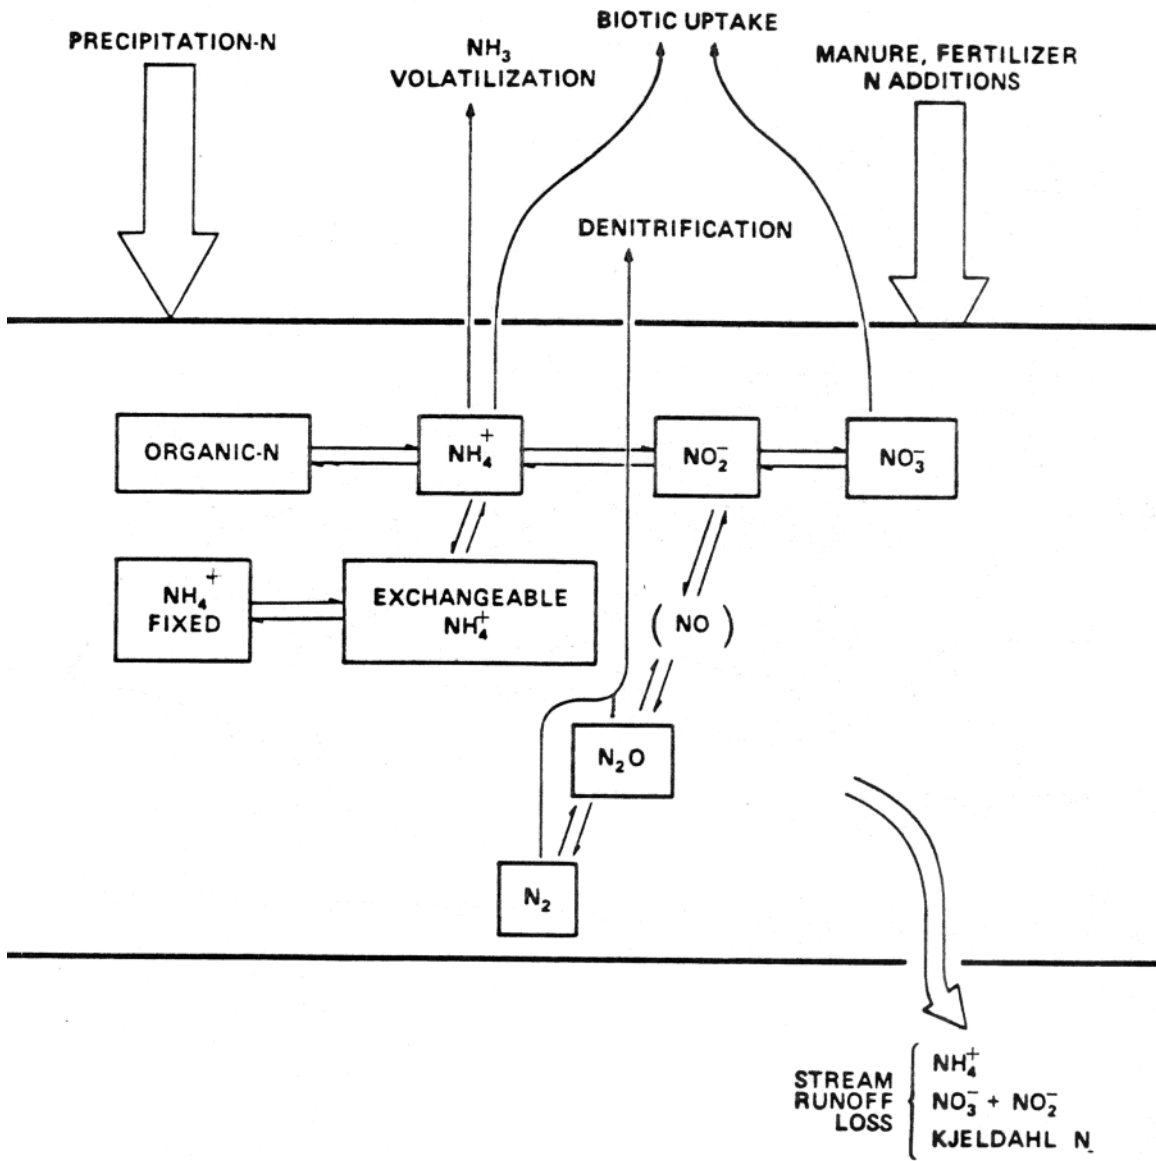 BIOTIC UPTAKE
PRECIPITATION-N
NH₃
VOLATILIZATION
MANURE, FERTILIZER
N ADDITIONS
DENITRIFICATION
ORGANIC-N
NH₄⁺
NO₂⁻
NO₃⁻
NH₄⁺
FIXED
EXCHANGEABLE
NH₄⁺
(NO)
N₂O
N₂
STREAM
RUNOFF
LOSS
NH₄⁺
NO₃⁻ + NO₂⁻
KJELDAHL N